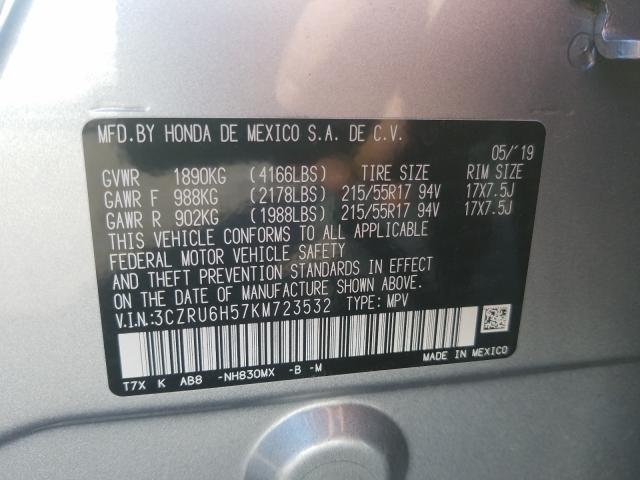 MFD.BY HONDA DE MEXICO S.A. DE C.V.
05/'19
GVWR 1890KG (4166LBS) TIRE SIZE RIM SIZE
GAWR F 988KG (2178LBS) 215/55R17 94V 17X7.5J
GAWR R 902KG (1988LBS) 215/55R17 94V 17X7.5J
THIS VEHICLE CONFORMS TO ALL APPLICABLE
FEDERAL MOTOR VEHICLE SAFETY
AND THEFT PREVENTION STANDARDS IN EFFECT
ON THE DATE OF MANUFACTURE SHOWN ABOVE.
V.I.N:3CZRU6H57KM723532 TYPE: MPV
MADE IN MEXICO
T7X K AB8 -NH830MX -B -M